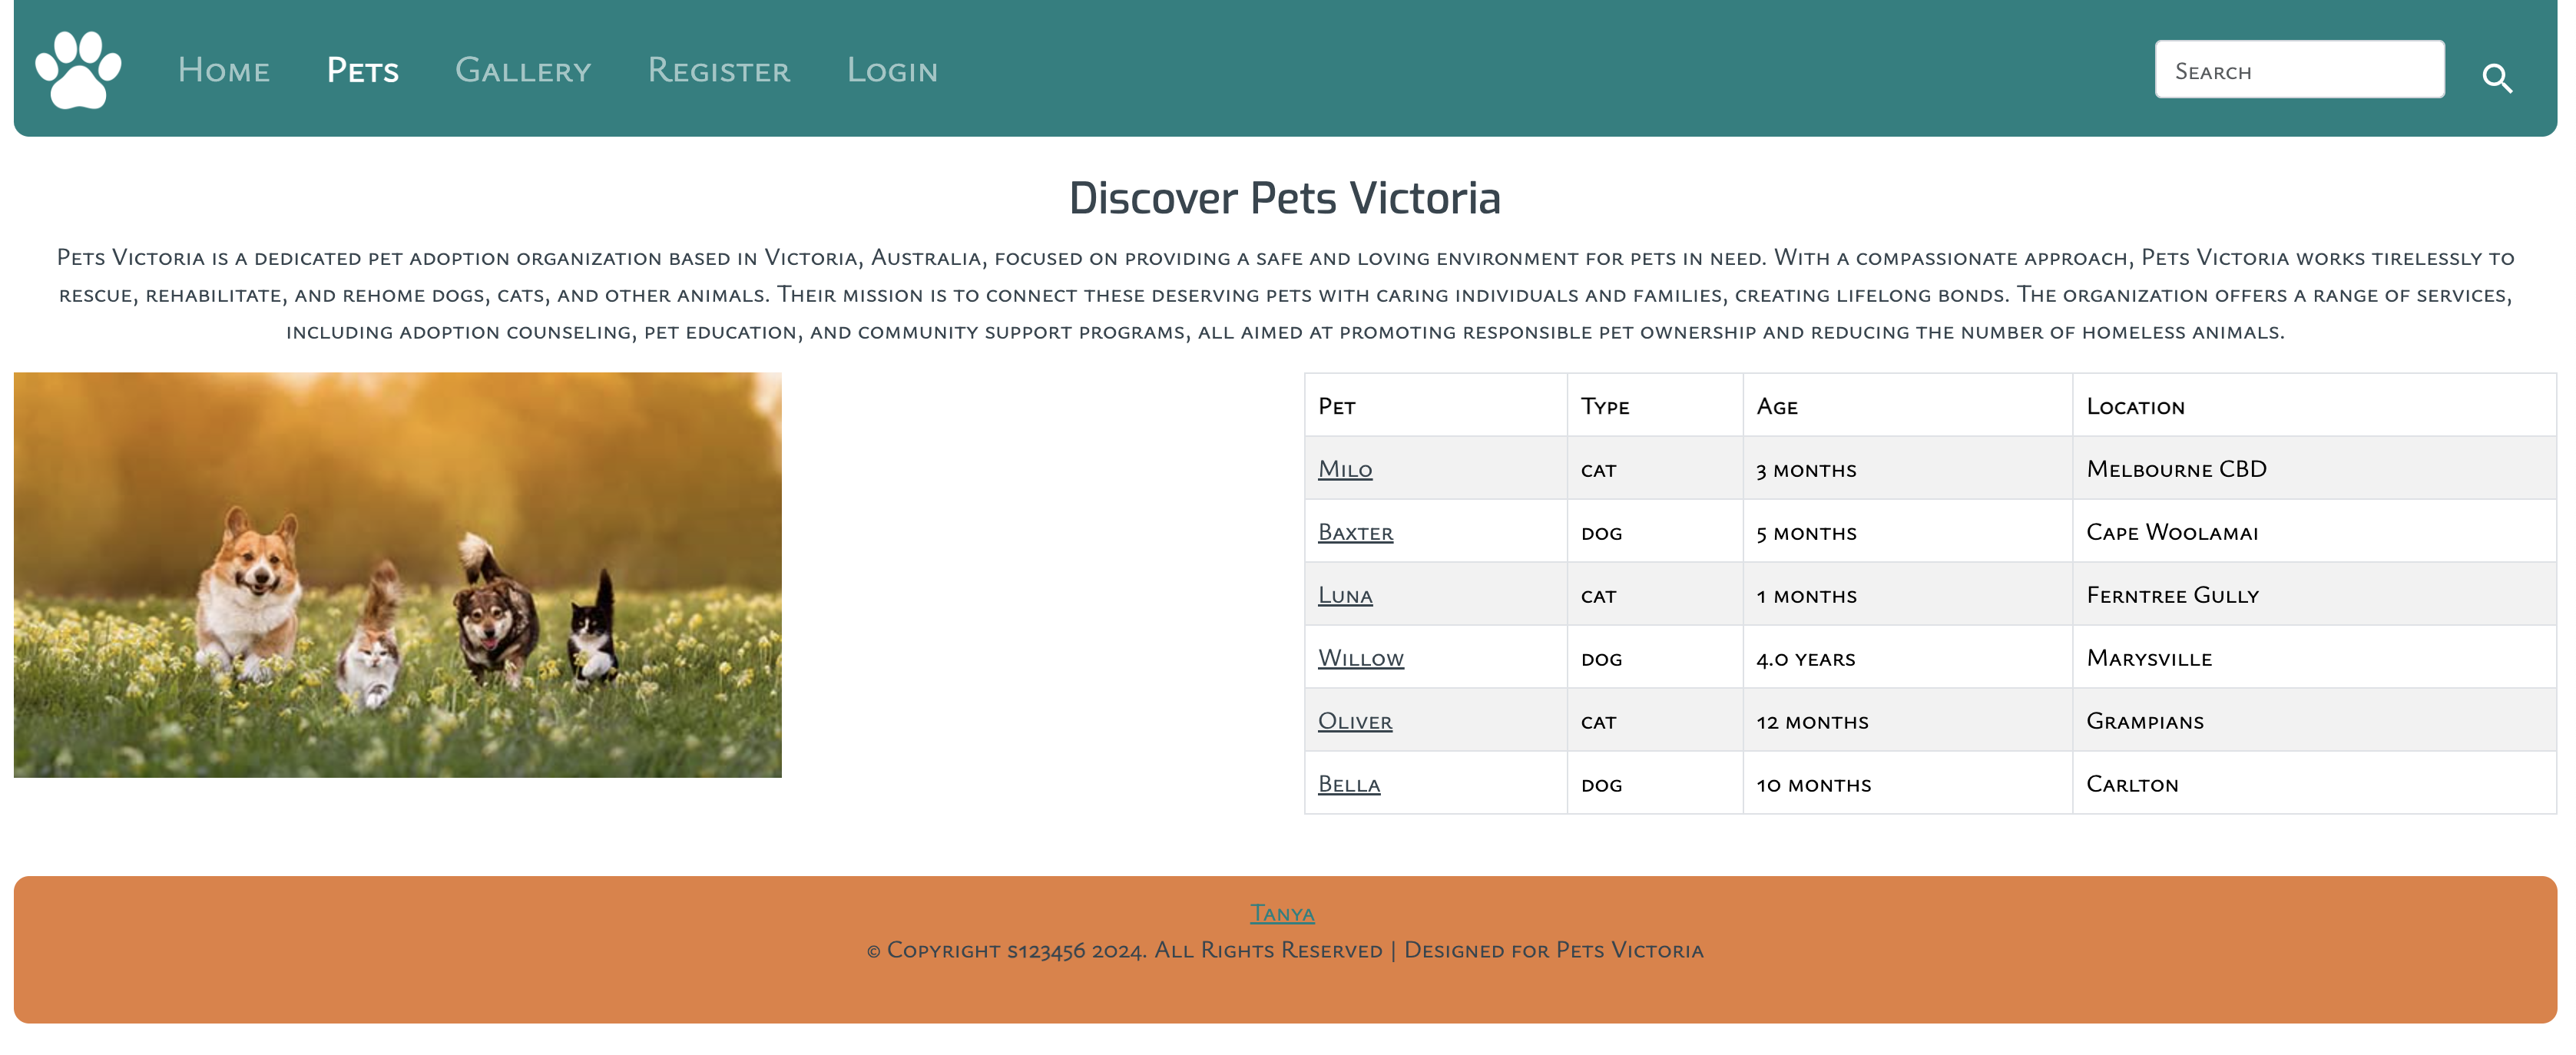 Home Pets Gallery Register Login Search
Discover Pets Victoria
Pets Victoria is a dedicated pet adoption organization based in Victoria, Australia, focused on providing a safe and loving environment for pets in need. With a compassionate approach, Pets Victoria works tirelessly to
rescue, rehabilitate, and rehome dogs, cats, and other animals. Their mission is to connect these deserving pets with caring individuals and families, creating lifelong bonds. The organization offers a range of services,
including adoption counseling, pet education, and community support programs, all aimed at promoting responsible pet ownership and reducing the number of homeless animals.
Pet Type Age Location
Milo cat 3 months Melbourne CBD
Baxter dog 5 months Cape Woolamai
Luna cat 1 months Ferntree Gully
Willow dog 4.0 years Marysville
Oliver cat 12 months Grampians
Bella dog 10 months Carlton
Tanya
© Copyright s123456 2024. All Rights Reserved | Designed for Pets Victoria